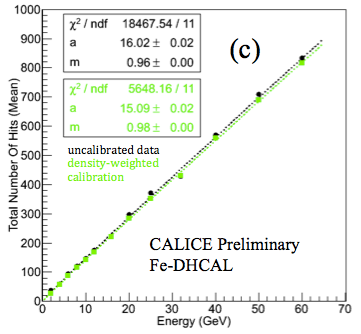 1000
900
800
700
600
500
400
300
200
100
0
Total Number Of Hits (Mean)
χ² / ndf 18467.54 / 11
a 16.02 ± 0.02
m 0.96 ± 0.00
χ² / ndf 5648.16 / 11
a 15.09 ± 0.02
m 0.98 ± 0.00
(c)
uncalibrated data
density-weighted
calibration
CALICE Preliminary
Fe-DHCAL
0 10 20 30 40 50 60 70
Energy (GeV)